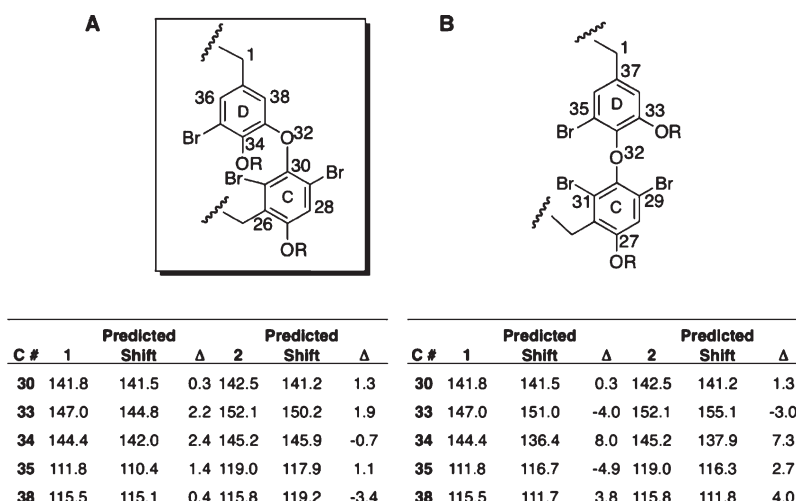 A
B
1
36
38
D
Br
34
O
32
OR
30
Br
Br
C
28
26
OR
1
37
35
D
33
Br
OR
O
32
Br
Br
31
C
29
27
OR
Predicted Predicted
C # 1 Shift Δ 2 Shift Δ
30 141.8 141.5 0.3 142.5 141.2 1.3
33 147.0 144.8 2.2 152.1 150.2 1.9
34 144.4 142.0 2.4 145.2 145.9 -0.7
35 111.8 110.4 1.4 119.0 117.9 1.1
38 115.5 115.1 0.4 115.8 119.2 -3.4
Predicted Predicted
C # 1 Shift Δ 2 Shift Δ
30 141.8 141.5 0.3 142.5 141.2 1.3
33 147.0 151.0 -4.0 152.1 155.1 -3.0
34 144.4 136.4 8.0 145.2 137.9 7.3
35 111.8 116.7 -4.9 119.0 116.3 2.7
38 115.5 111.7 3.8 115.8 111.8 4.0